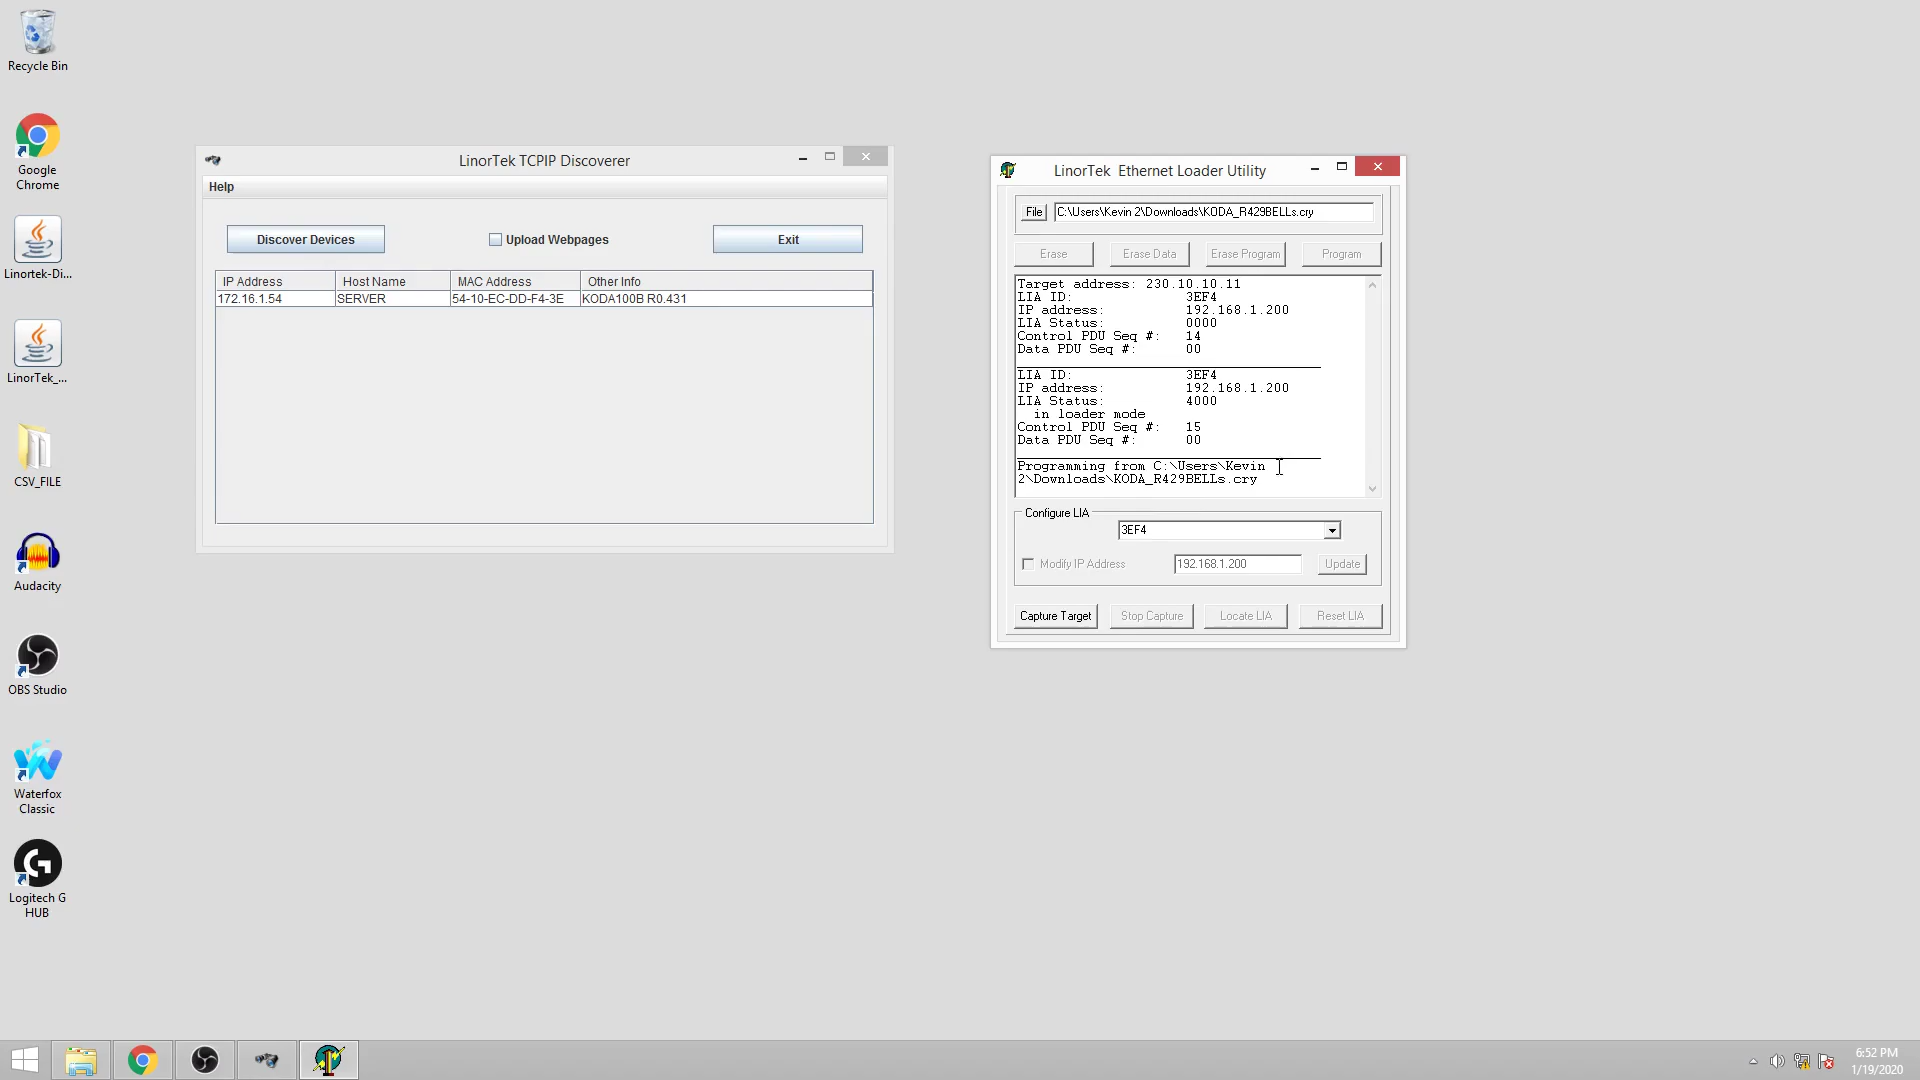 Recycle Bin
Google
Chrome
Linortek-Di...
LinorTek_...
CSV_FILE
Audacity
OBS Studio
Waterfox
Classic
Logitech G
HUB
LinorTek TCPIP Discoverer
Help
Discover Devices
Upload Webpages
Exit
IP Address Host Name MAC Address Other Info
172.16.1.54 SERVER 54-10-EC-DD-F4-3E KODA100B R0.431
LinorTek Ethernet Loader Utility
File C:\Users\Kevin 2\Downloads\KODA_R429BELLs.cry
Erase Erase Data Erase Program Program
Target address: 230.10.10.11
LIA ID: 3EF4
IP address: 192.168.1.200
LIA Status: 0000
Control PDU Seq #: 14
Data PDU Seq #: 00
LIA ID: 3EF4
IP address: 192.168.1.200
LIA Status: 4000
in loader mode
Control PDU Seq #: 15
Data PDU Seq #: 00
Programming from C:\Users\Kevin
2\Downloads\KODA_R429BELLs.cry
Configure LIA
3EF4
Modify IP Address 192.168.1.200 Update
Capture Target Stop Capture Locate LIA Reset LIA
6:52 PM
1/19/2020